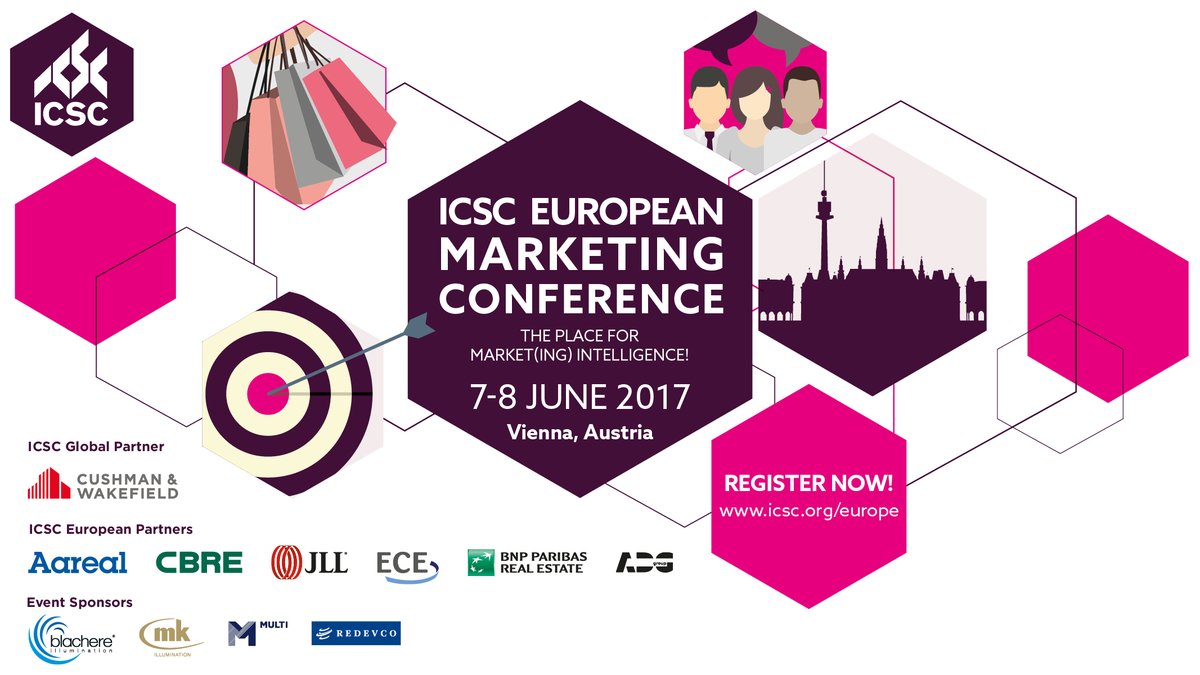 ICSC
ICSC EUROPEAN
MARKETING
CONFERENCE
THE PLACE FOR
MARKET(ING) INTELLIGENCE!
7-8 JUNE 2017
Vienna, Austria
REGISTER NOW!
www.icsc.org/europe
ICSC Global Partner
CUSHMAN &
WAKEFIELD
ICSC European Partners
Aareal
CBRE
JLL
ECE
BNP PARIBAS
REAL ESTATE
ADG
group
Event Sponsors
blachere
illumination
mk
ILLUMINATION
MULTI
REDEVCO